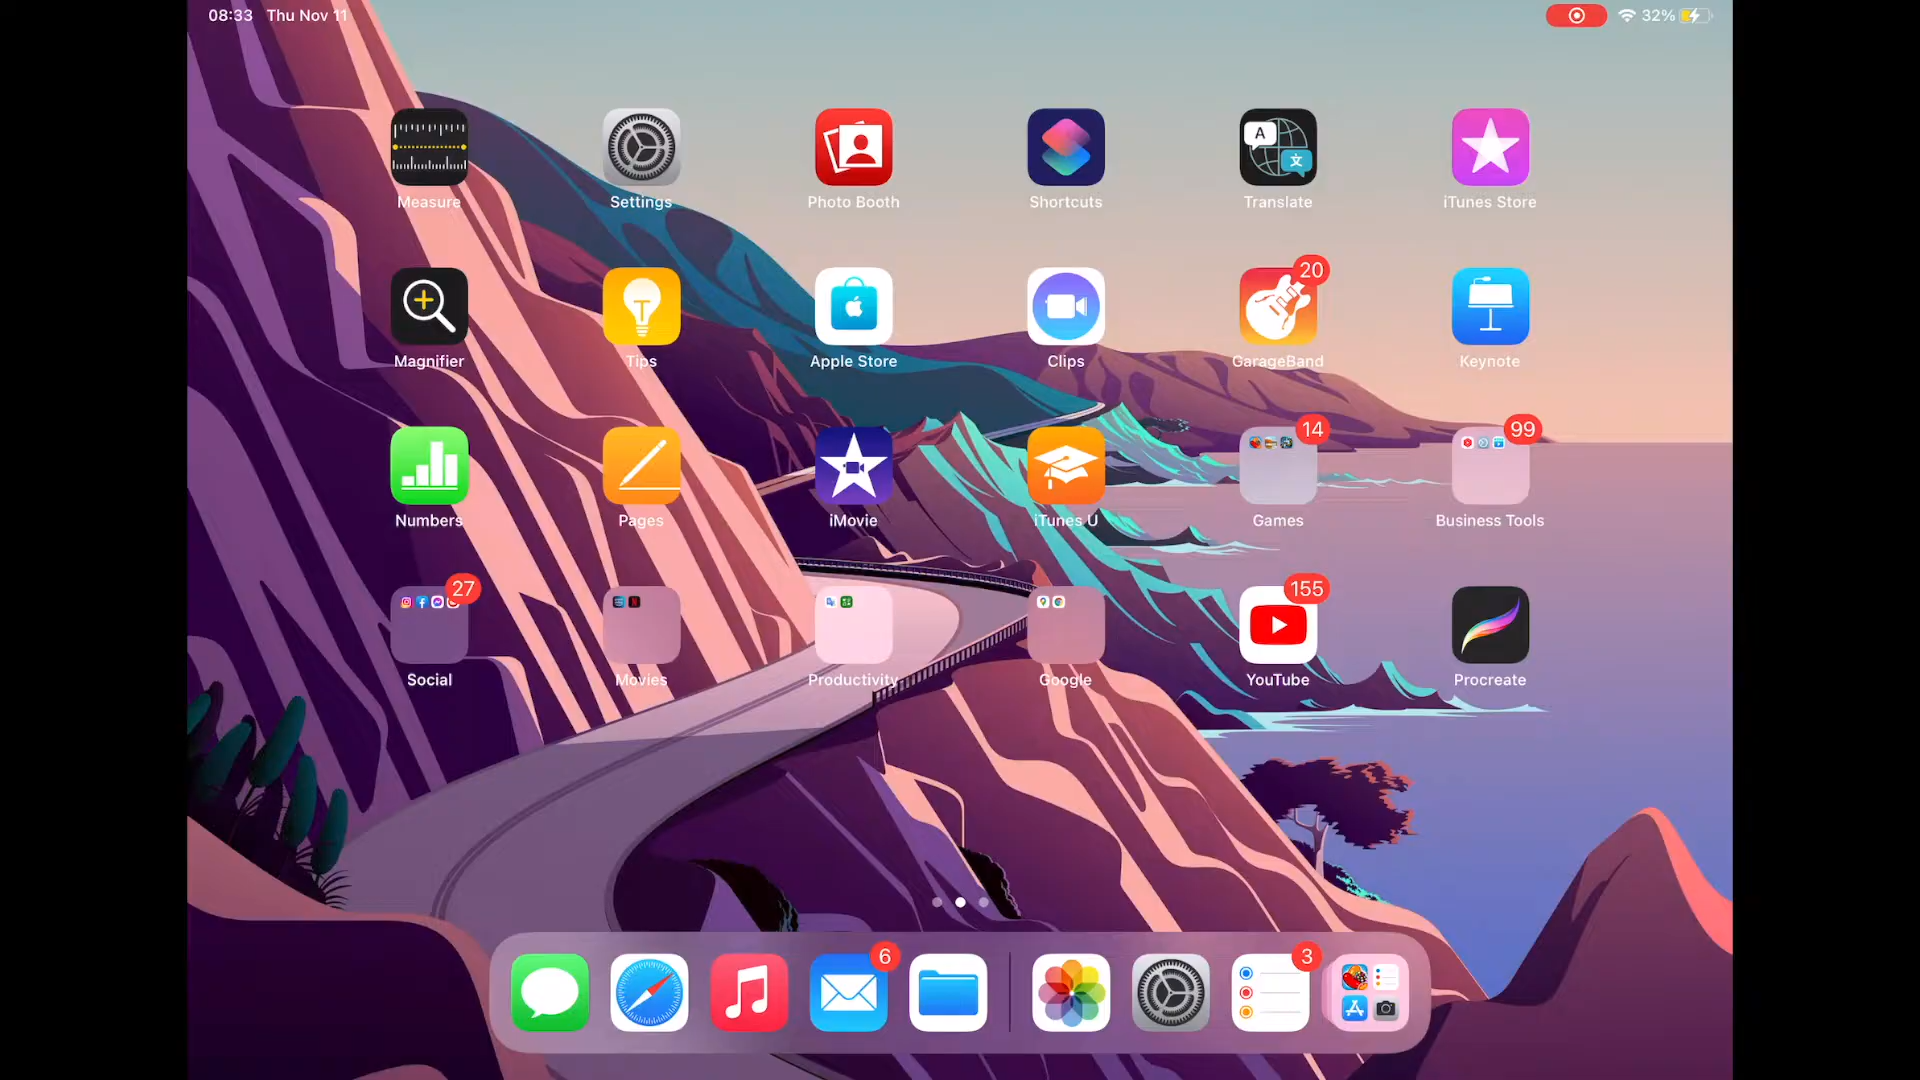 08:33 Thu Nov 11
32%
Measure
Settings
Photo Booth
Shortcuts
A
文
Translate
iTunes Store
Magnifier
Tips
Apple Store
Clips
20
GarageBand
Keynote
Numbers
Pages
iMovie
iTunes U
14
Games
99
Business Tools
27
Social
Movies
Productivity
Google
155
YouTube
Procreate
6
3